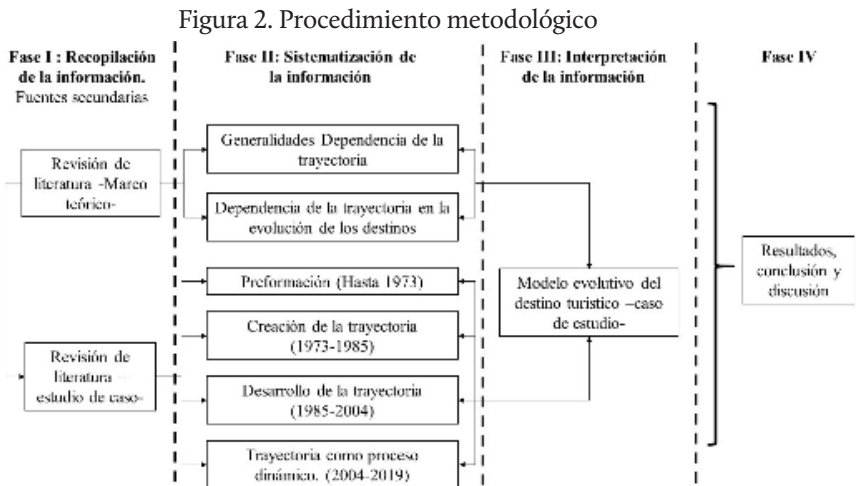 Figura 2. Procedimiento metodológico
Fase I : Recopilación
de la información.
Fuentes secundarias
Revisión de
literatura -Marco
teórico-
Revisión de
literatura –
estudio de caso-
Fase II: Sistematización de
la información
Generalidades Dependencia de la
trayectoria
Dependencia de la trayectoria en la
evolución de los destinos
Preformación (Hasta 1973)
Creación de la trayectoria
(1973-1985)
Desarrollo de la trayectoria
(1985-2004)
Trayectoria como proceso
dinámico. (2004-2019)
Fase III: Interpretación
de la información
Modelo evolutivo del
destino turístico –caso
de estudio-
Fase IV
Resultados,
conclusión y
discusión